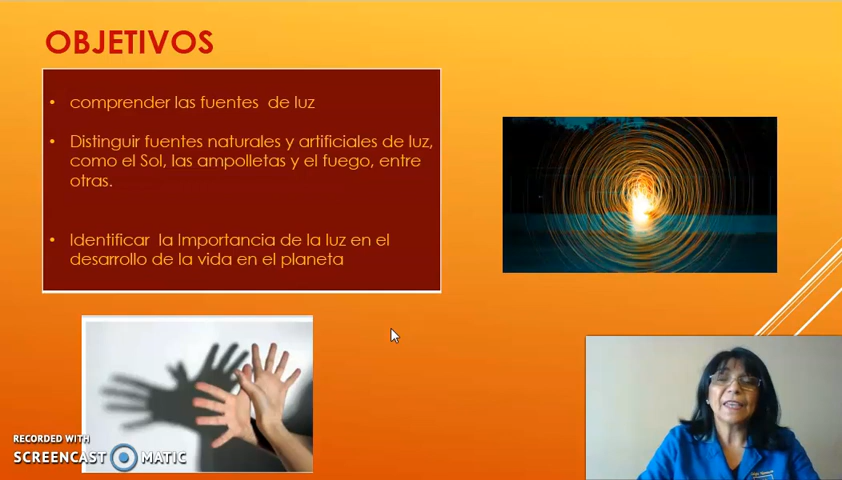 OBJETIVOS
• comprender las fuentes de luz
• Distinguir fuentes naturales y artificiales de luz,
como el Sol, las ampolletas y el fuego, entre
otras.
• Identificar la Importancia de la luz en el
desarrollo de la vida en el planeta
RECORDED WITH
SCREENCAST MATIC